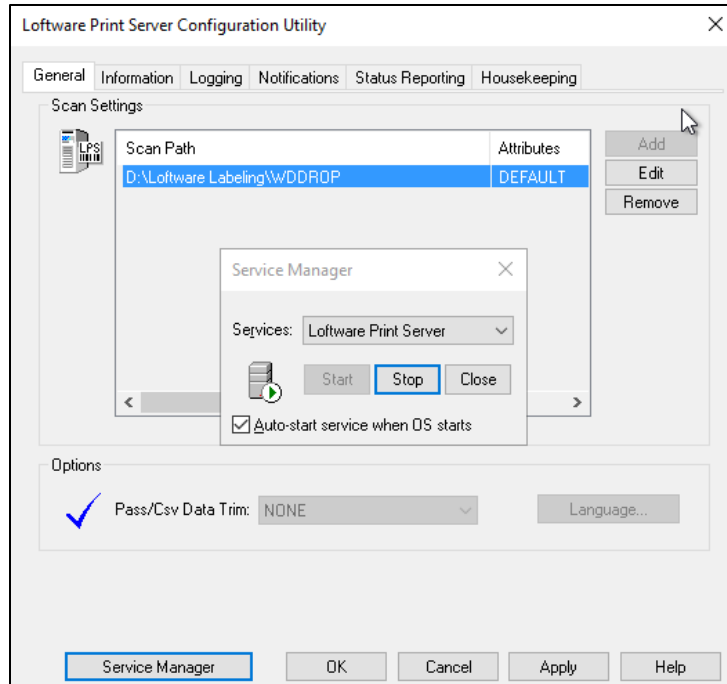 Loftware Print Server Configuration Utility
General Information Logging Notifications Status Reporting Housekeeping
Scan Settings
LPS
Scan Path Attributes
D:\Loftware Labeling\WDDROP DEFAULT
Add
Edit
Remove
Service Manager
Services: Loftware Print Server
Start Stop Close
Auto-start service when OS starts
Options
Pass/Csv Data Trim: NONE Language...
Service Manager OK Cancel Apply Help